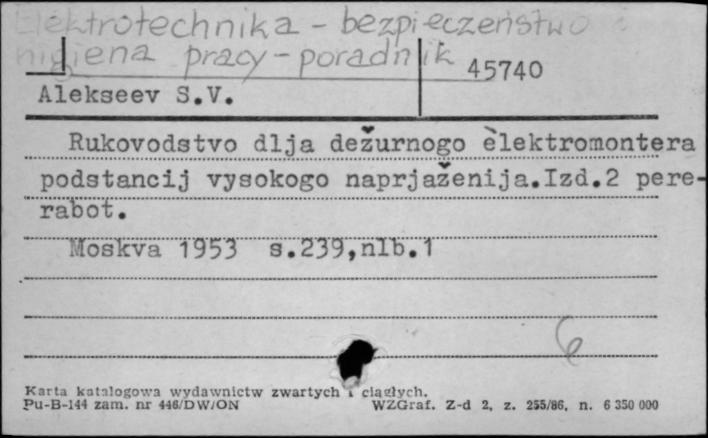 Elektrotechnika - bezpieczeństwo i
higiena pracy - poradnik
45740
Alekseev S.V.
Rukovodstvo dlja dežurnogo èlektromontera
podstancij vysokogo naprjaženija.Izd.2 pere-
rabot.
Moskva 1953 s.239,nlb.1
6
Karta katalogowa wydawnictw zwartych i ciągłych.
Pu-B-144 zam. nr 446/DW/ON WZGraf. Z-d 2, z. 255/86, n. 6 350 000